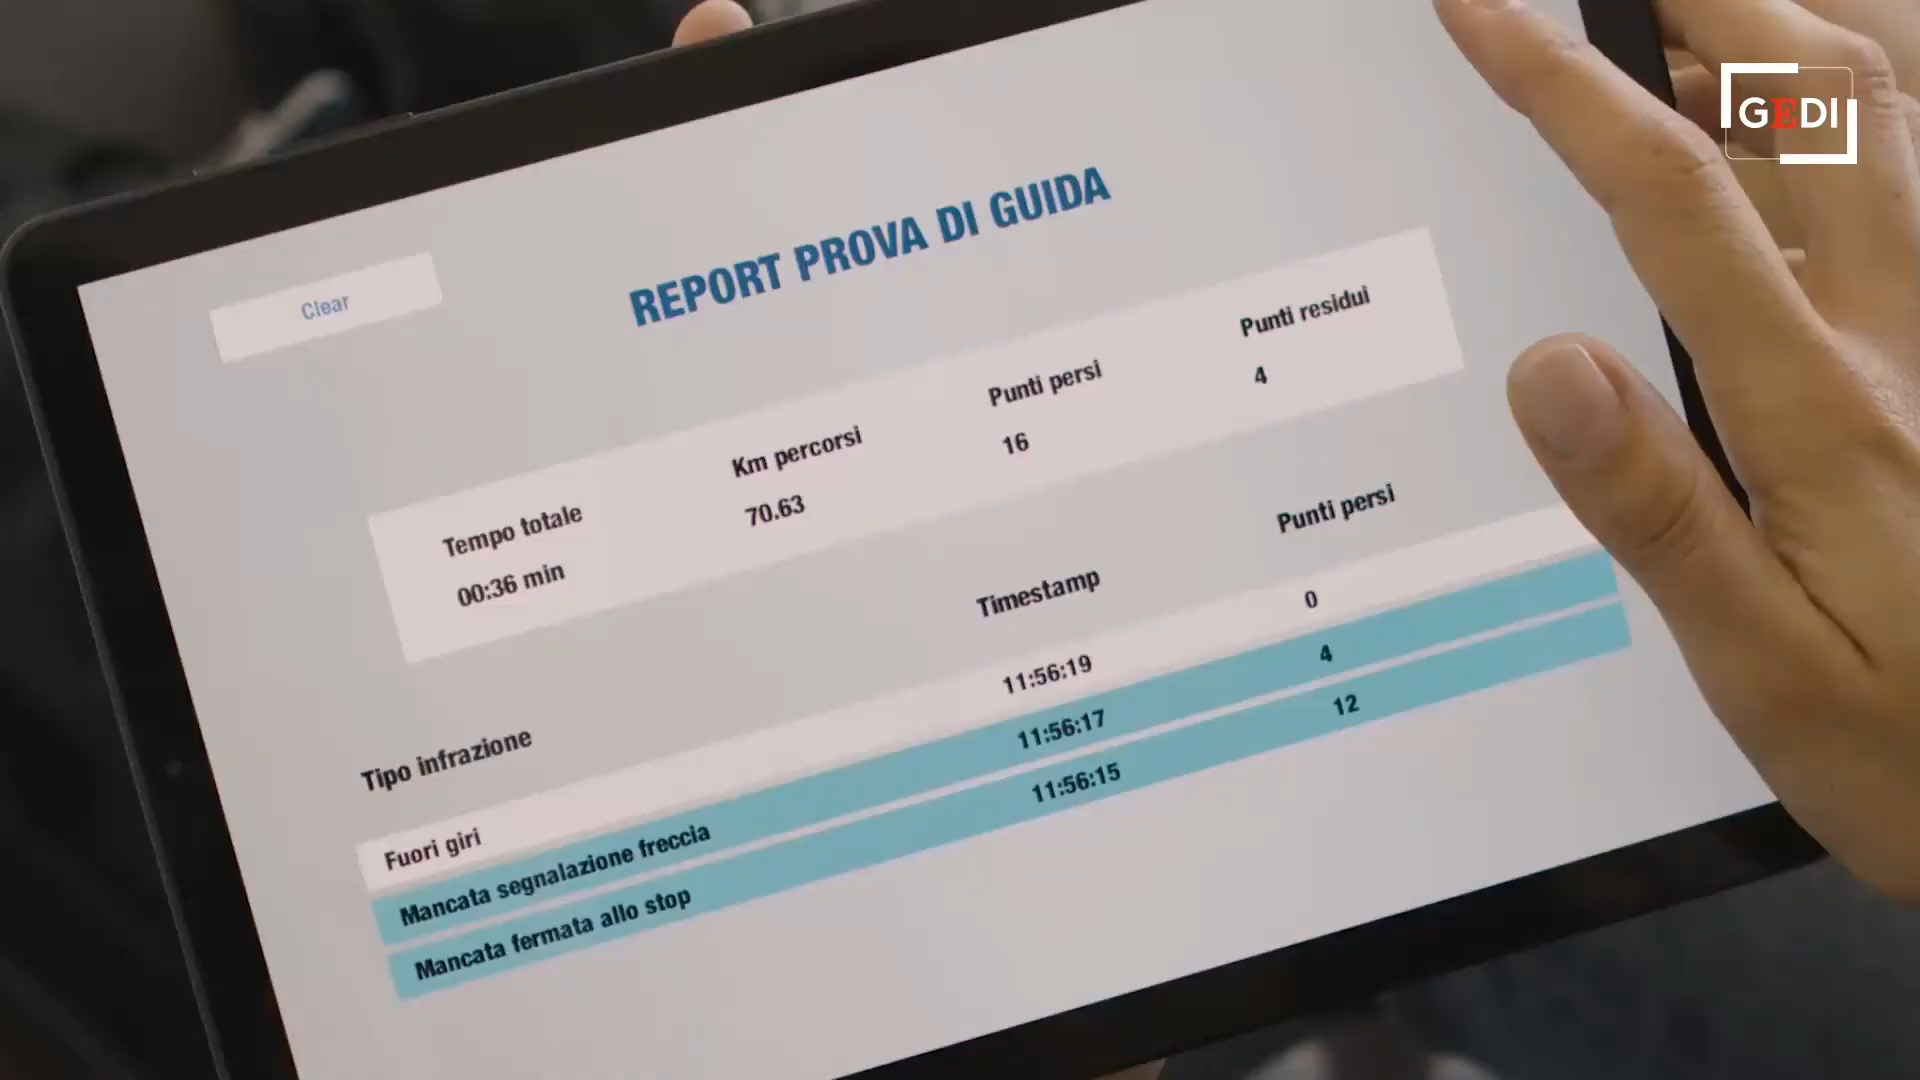 GEDI
Clear
REPORT PROVA DI GUIDA
Tempo totale Km percorsi Punti persi Punti residui
00:36 min 70.63 16 4
Tipo infrazione Timestamp Punti persi
Fuori giri 11:56:19 0
Mancata segnalazione freccia 11:56:17 4
Mancata fermata allo stop 11:56:15 12